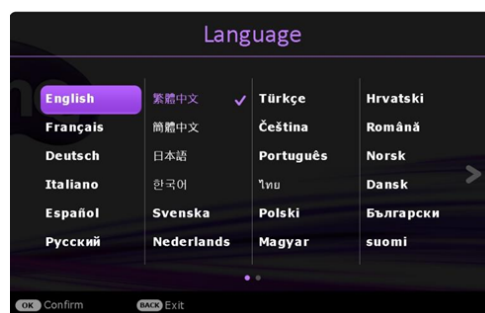 Language
English
Français
Deutsch
Italiano
Español
Русский
繁體中文
簡體中文
日本語
한국어
Svenska
Nederlands
Türkçe
Čeština
Português
ไทย
Polski
Magyar
Hrvatski
Română
Norsk
Dansk
Български
suomi
OK Confirm
BACK Exit